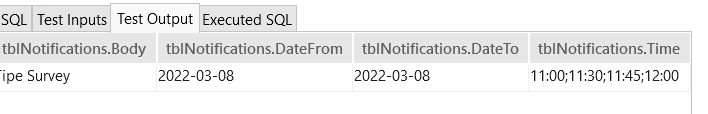 SQL Test Inputs Test Output Executed SQL
tblNotifications.Body tblNotifications.DateFrom tblNotifications.DateTo tblNotifications.Time
Tipe Survey 2022-03-08 2022-03-08 11:00;11:30;11:45;12:00